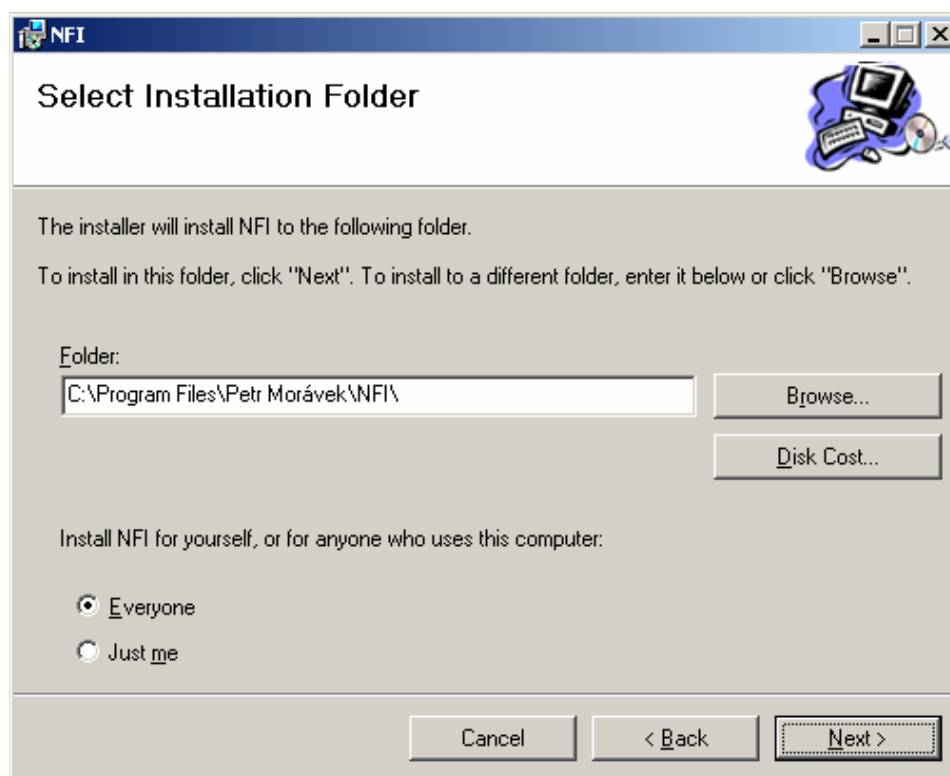 NFI
Select Installation Folder
The installer will install NFI to the following folder.
To install in this folder, click "Next". To install to a different folder, enter it below or click "Browse".
Folder:
C:\Program Files\Petr Morávek\NFI\
Browse...
Disk Cost...
Install NFI for yourself, or for anyone who uses this computer:
Everyone
Just me
Cancel
< Back
Next >